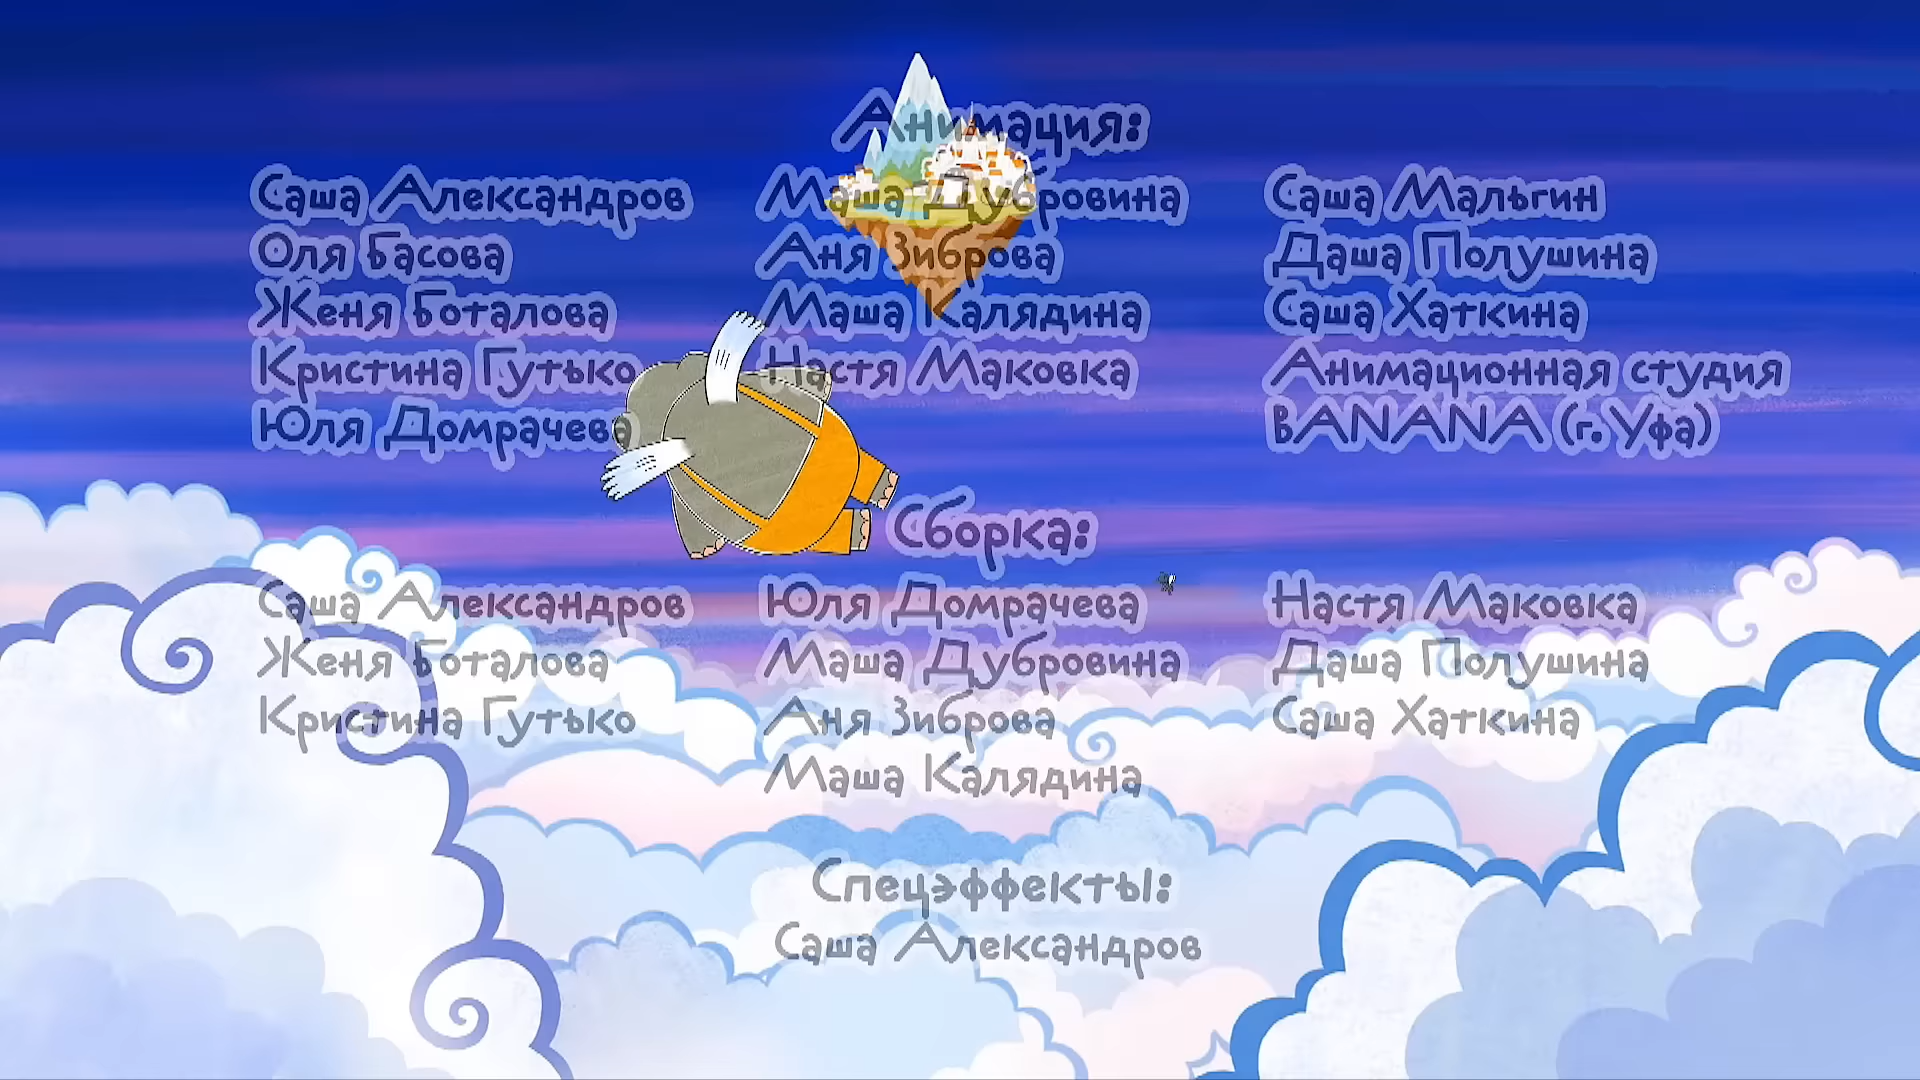 Анимация:
Саша Александров
Оля Басова
Женя Боталова
Кристина Гутько
Юля Домрачева
Маша Дубровина
Аня Зиброва
Маша Калядина
Настя Маковка
Саша Мальгин
Даша Полушина
Саша Хаткина
Анимационная студия
BANANA (г. Уфа)
Сборка:
Саша Александров
Женя Боталова
Кристина Гутько
Юля Домрачева
Маша Дубровина
Аня Зиброва
Маша Калядина
Настя Маковка
Даша Полушина
Саша Хаткина
Спецэффекты:
Саша Александров